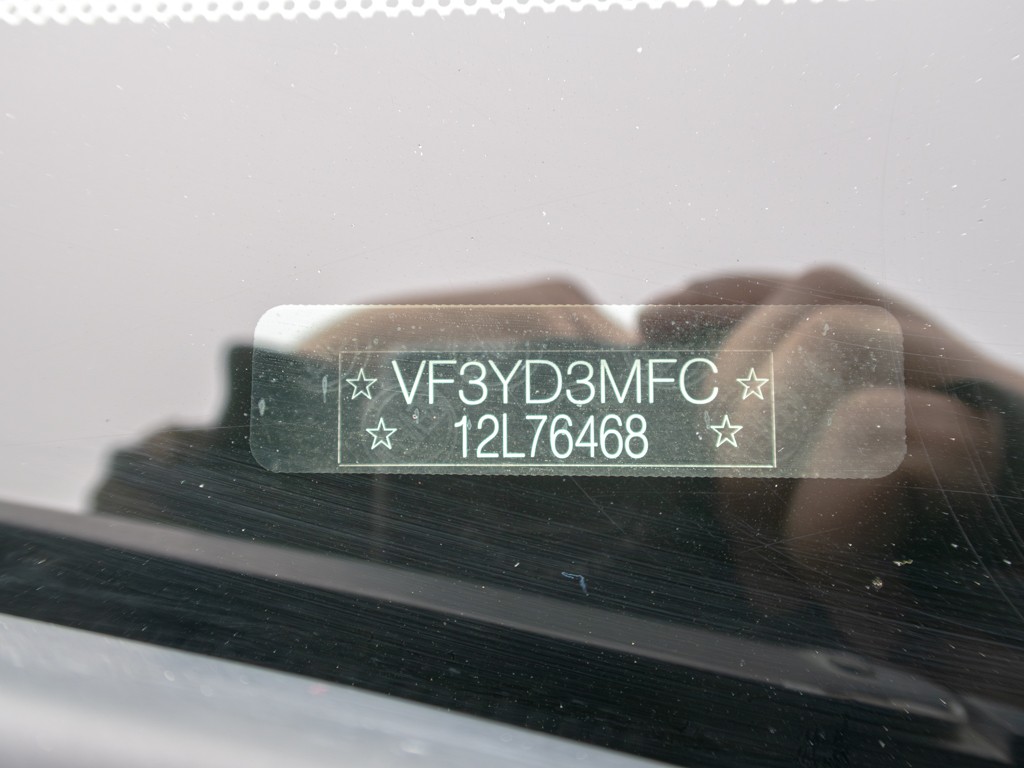 ☆ VF3YD3MFC ☆
☆ 12L76468 ☆